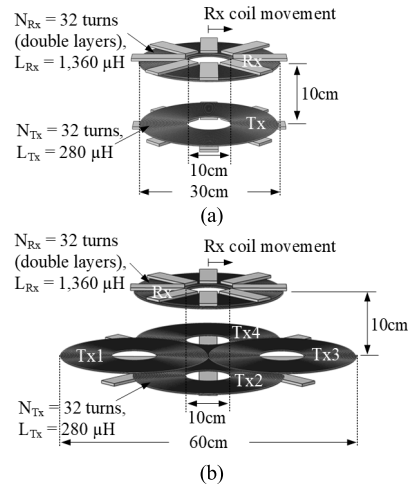 N_Rx = 32 turns
(double layers),
L_Rx = 1,360 µH
Rx coil movement
Rx
10cm
N_Tx = 32 turns,
L_Tx = 280 µH
Tx
10cm
30cm
(a)
N_Rx = 32 turns
(double layers),
L_Rx = 1,360 µH
Rx coil movement
Rx
10cm
Tx4
Tx1
Tx3
Tx2
N_Tx = 32 turns,
L_Tx = 280 µH
10cm
60cm
(b)